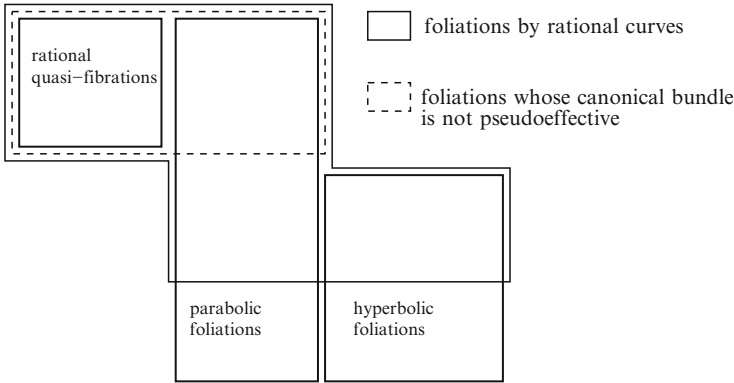 rational
quasi−fibrations
foliations by rational curves
foliations whose canonical bundle
is not pseudoeffective
parabolic
foliations
hyperbolic
foliations